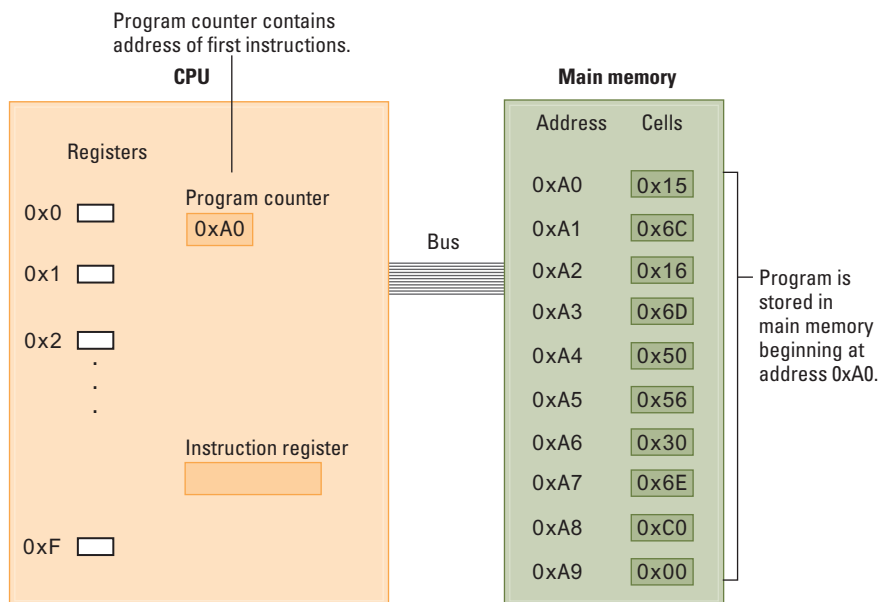 Program counter contains
address of first instructions.
CPU
Registers
0x0
0x1
0x2
.
.
.
0xF
Program counter
0xA0
Instruction register
Bus
Main memory
Address Cells
0xA0 0x15
0xA1 0x6C
0xA2 0x16
0xA3 0x6D
0xA4 0x50
0xA5 0x56
0xA6 0x30
0xA7 0x6E
0xA8 0xC0
0xA9 0x00
Program is
stored in
main memory
beginning at
address 0xA0.